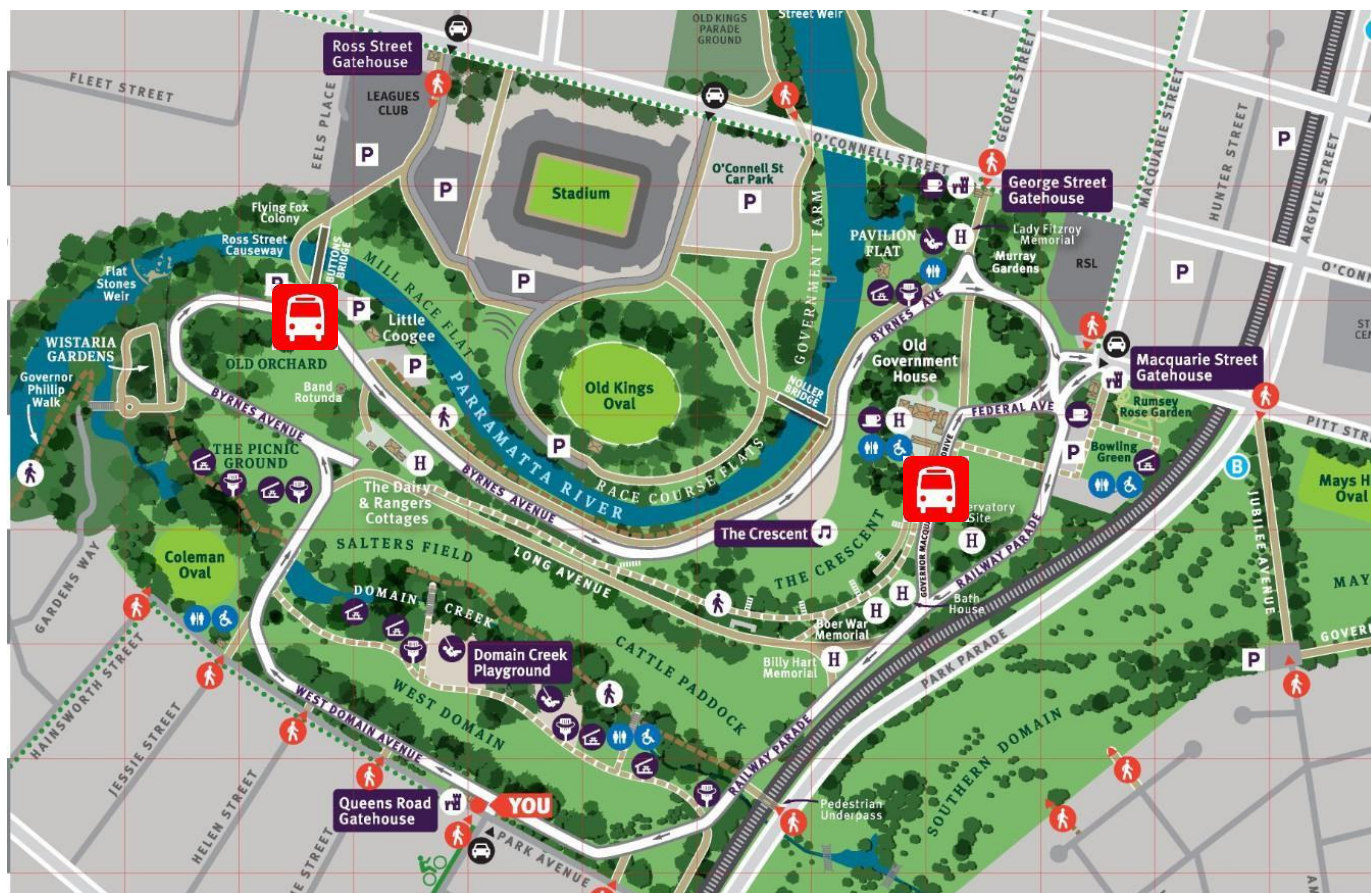 OLD KINGS
PARADE
GROUND
Street Weir
Ross Street
Gatehouse
FLEET STREET
EELS PLACE
LEAGUES
CLUB
P
P
Stadium
O'Connell St
Car Park
P
O'CONNELL STREET
GEORGE STREET
MACQUARIE STREET
HUNTER STREET
ARGYLE STREET
P
George Street
Gatehouse
Lady Fitzroy
Memorial
H
Murray
Gardens
RSL
P
PAVILION
FLAT
GOVERNMENT FARM
Flying Fox
Colony
Ross Street
Causeway
BUTTONS
BRIDGE
MILL RACE FLAT
Flat
Stones
Weir
P
P
P
Little
Coogee
P
WISTARIA
GARDENS
Governor
Phillip
Walk
OLD ORCHARD
Band
Rotunda
BYRNES AVENUE
THE PICNIC
GROUND
PARRAMATTA RIVER
Old Kings
Oval
P
NOLLER
BRIDGE
RACE COURSE FLATS
BYRNES AVE
Old
Government
House
H
FEDERAL AVE
Macquarie Street
Gatehouse
Rumsey
Rose Garden
P
Bowling
Green
PITT STR
B
Mays H
Oval
JUBILEE AVENUE
MAY
GOVER
P
H
The Dairy
& Rangers
Cottages
BYRNES AVENUE
The Crescent
THE CRESCENT
H
RAILWAY PARADE
Bath
House
H
H
Boer War
Memorial
Billy Hart
Memorial
H
LONG AVENUE
SALTERS FIELD
Coleman
Oval
GARDENS WAY
DOMAIN CREEK
Domain Creek
Playground
CATTLE PADDOCK
WEST DOMAIN
WEST DOMAIN AVENUE
HAINSWORTH STREET
JESSIE STREET
HELEN STREET
Queens Road
Gatehouse
YOU
PARK AVENUE
RAILWAY PARADE
PARK PARADE
Pedestrian
Underpass
SOUTHERN DOMAIN